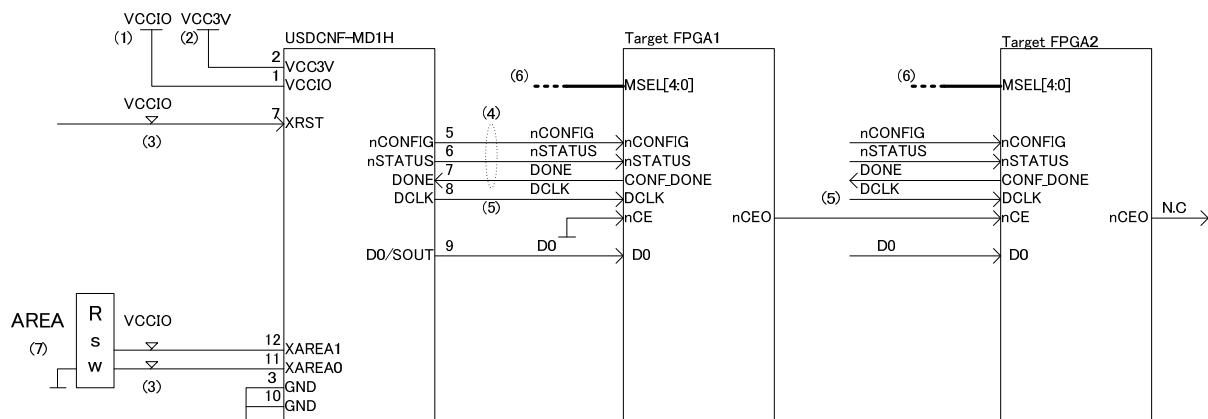 VCCIO
VCC3V
(1)
(2)
USDCNF-MD1H
2
VCC3V
1
VCCIO
VCCIO
7
XRST
(3)
nCONFIG
5
nSTATUS
6
DONE
7
DCLK
8
D0/SOUT
9
(4)
nCONFIG
nSTATUS
DONE
DCLK
(5)
D0
AREA
(7)
R
s
w
VCCIO
(3)
12
XAREA1
11
XAREA0
3
GND
10
GND
Target FPGA1
(6)
MSEL[4:0]
nCONFIG
nSTATUS
CONF_DONE
DCLK
nCE
nCEO
D0
Target FPGA2
(6)
MSEL[4:0]
nCONFIG
nSTATUS
DONE
DCLK
(5)
D0
nCONFIG
nSTATUS
CONF_DONE
DCLK
nCE
nCEO
D0
N.C